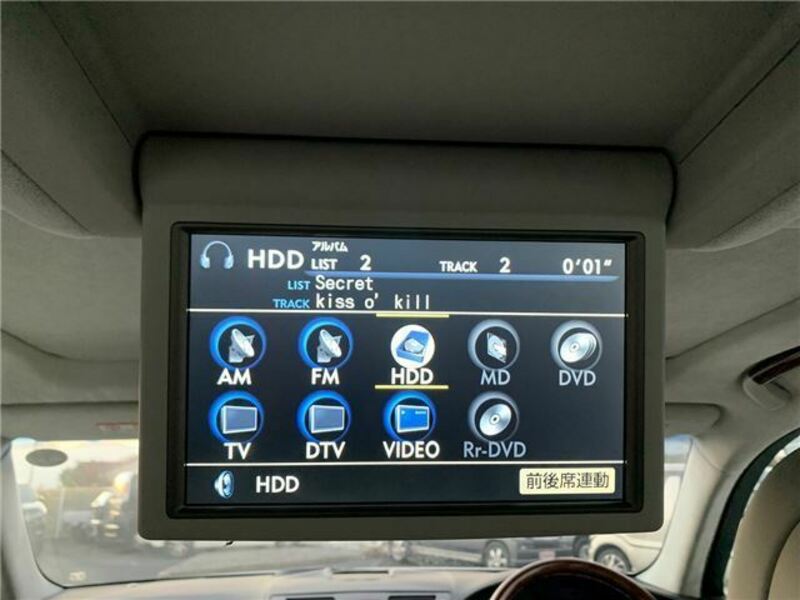 HDD アルバム
LIST 2 TRACK 2 0'01"
LIST Secret
TRACK kiss o' kill
AM FM HDD MD DVD
TV DTV VIDEO Rr-DVD
HDD 前後席連動